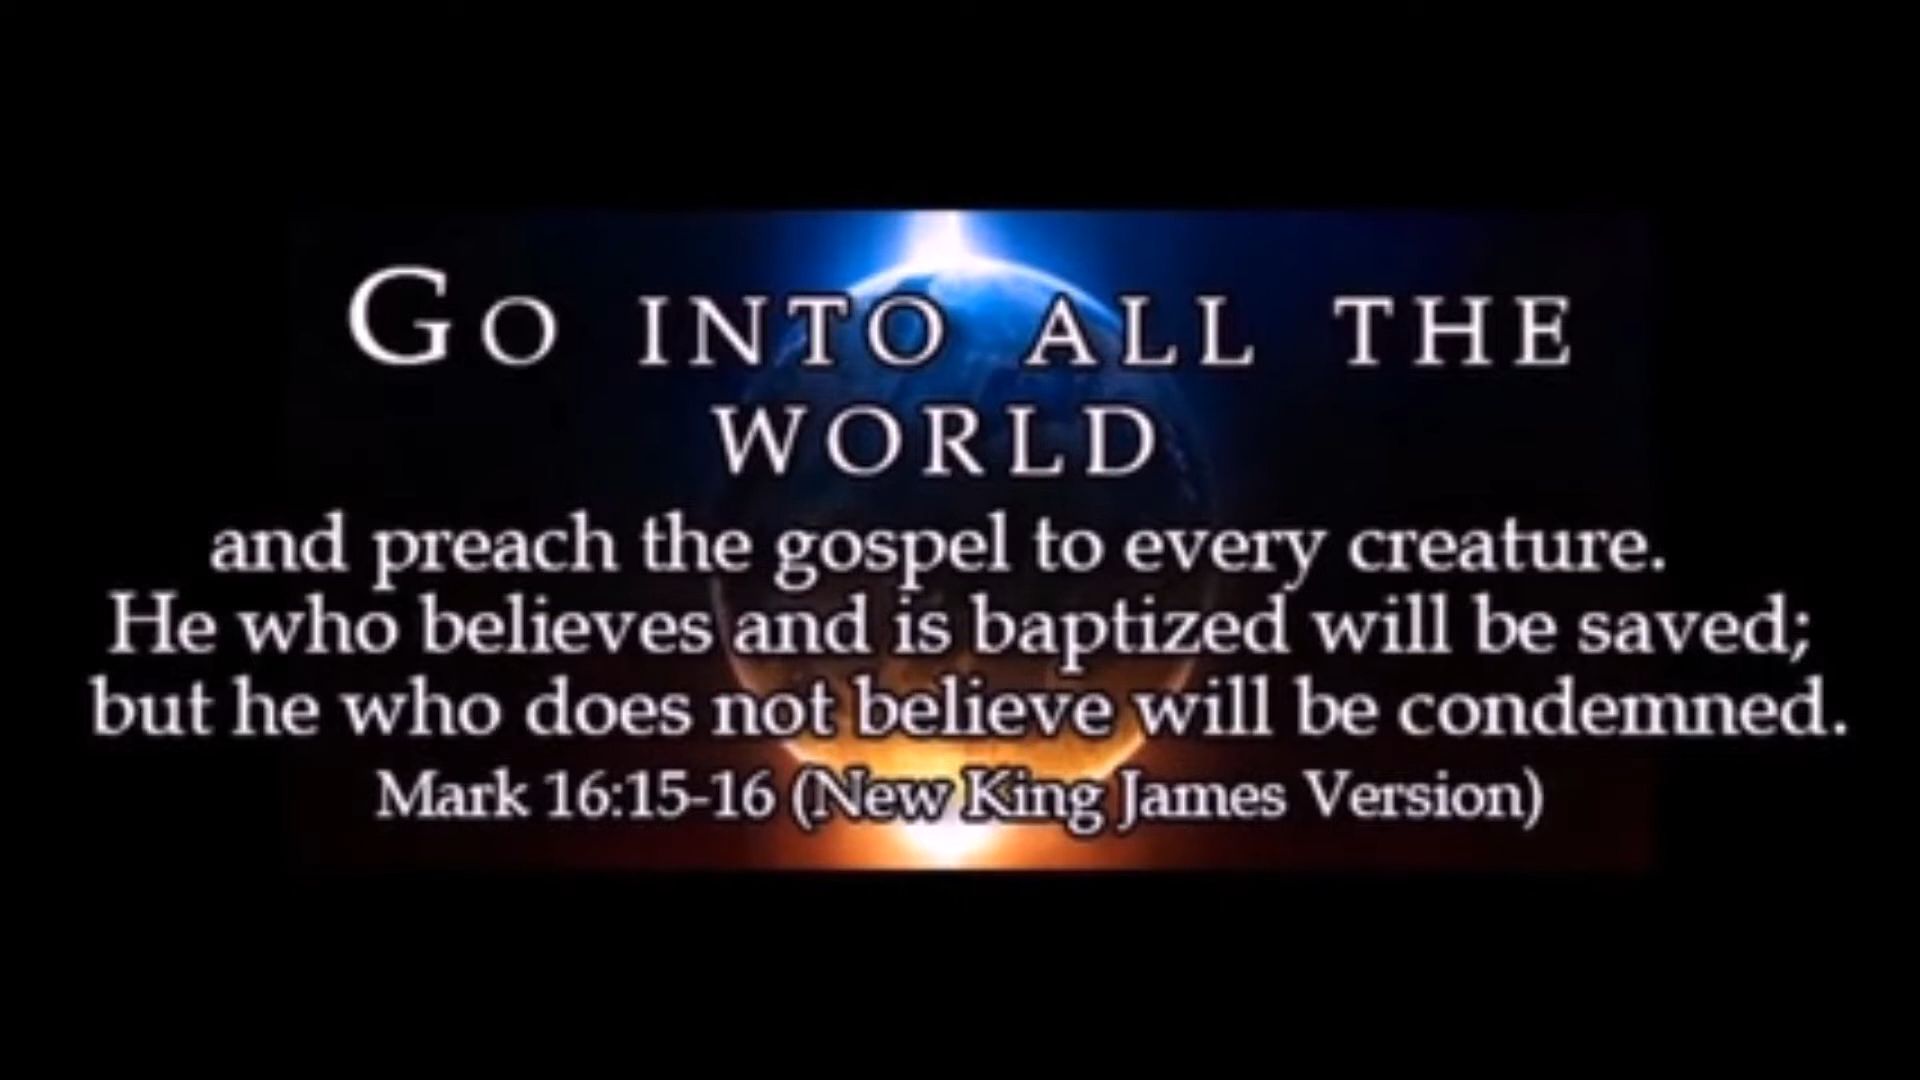 Go into all the
world
and preach the gospel to every creature.
He who believes and is baptized will be saved;
but he who does not believe will be condemned.
Mark 16:15-16 (New King James Version)